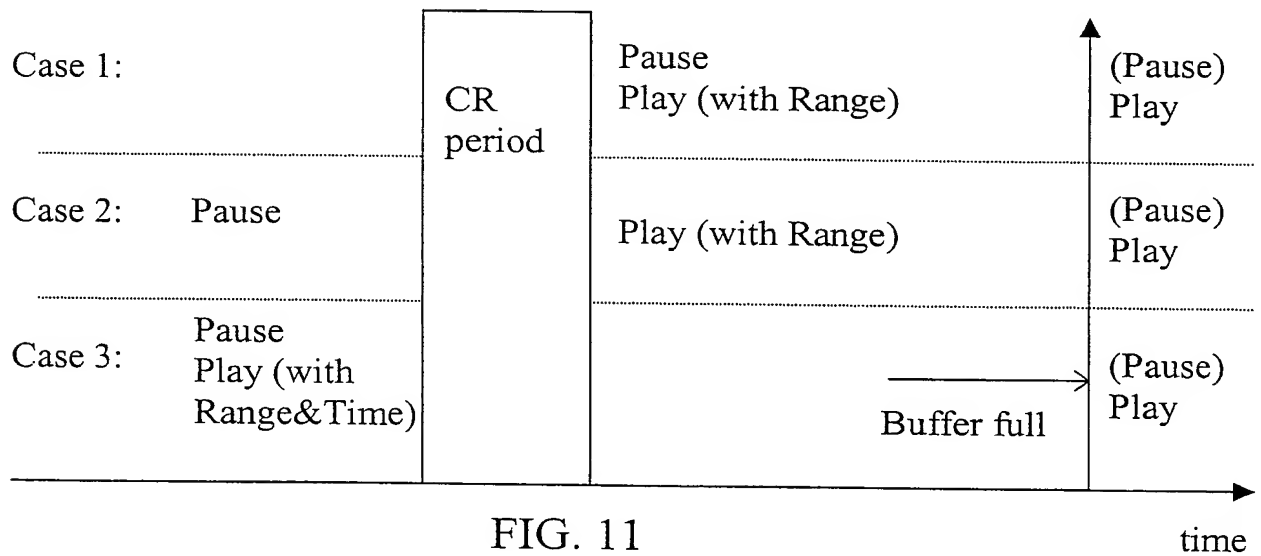 Case 1:
CR
period
Pause
Play (with Range)
(Pause)
Play
Case 2:
Pause
Play (with Range)
(Pause)
Play
Case 3:
Pause
Play (with
Range&Time)
Buffer full
(Pause)
Play
FIG. 11
time